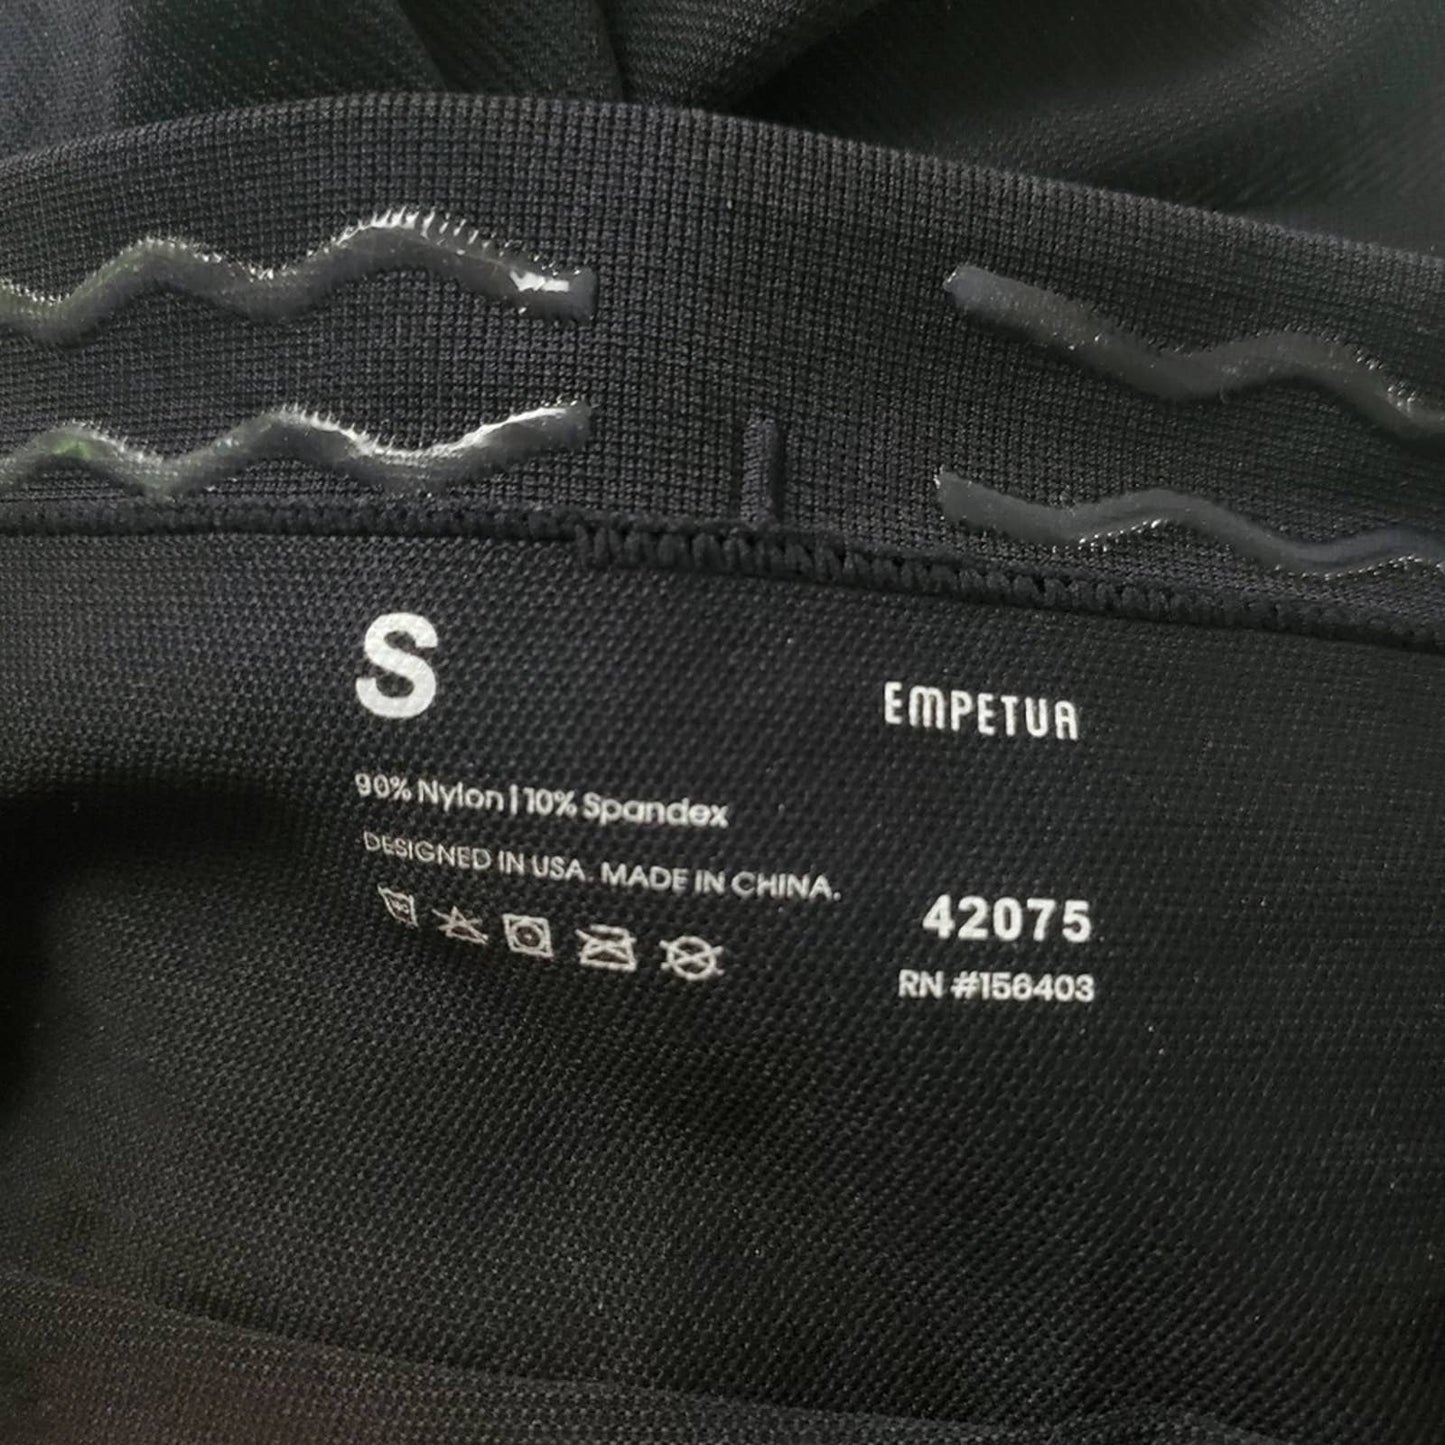 S
EMPETUA
90% Nylon | 10% Spandex
DESIGNED IN USA. MADE IN CHINA.
42075
RN #156403